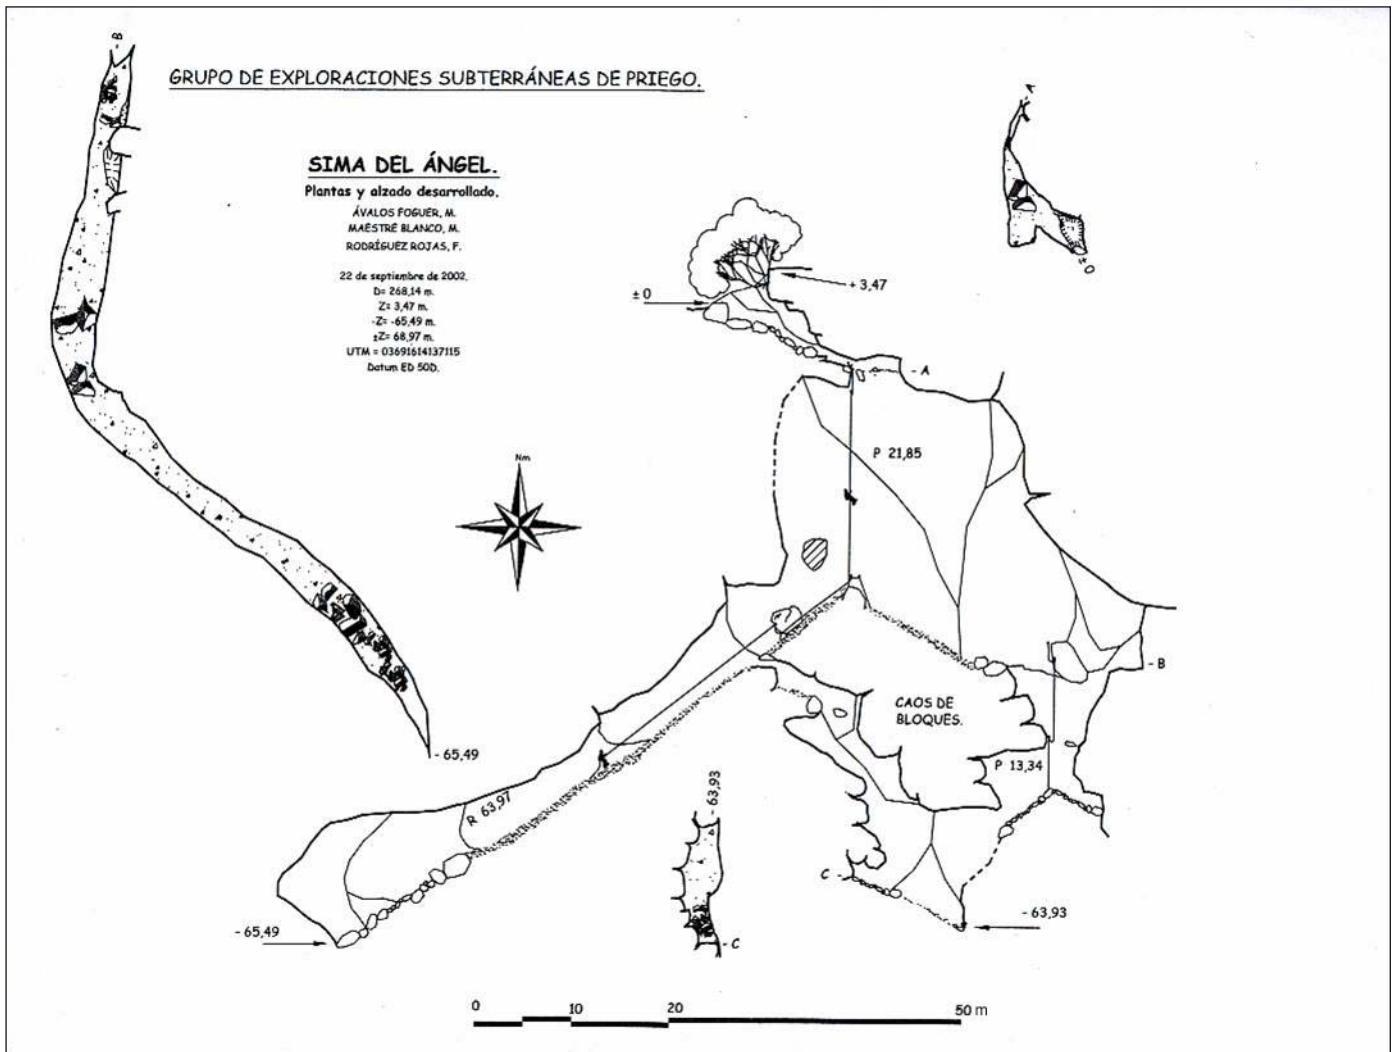 - B
GRUPO DE EXPLORACIONES SUBTERRÁNEAS DE PRIEGO.
- A
SIMA DEL ÁNGEL.
Plantas y alzado desarrollado.
ÁVALOS FOGUÉR, M.
MAESTRE BLANCO, M.
RODRÍGUEZ ROJAS, F.
22 de septiembre de 2002.
D= 268,14 m.
Z= 3,47 m.
-Z= -65,49 m.
±Z= 68,97 m.
UTM = 03691614137115
Datum ED 50D.
± 0
± 0
+ 3,47
- A
P 21,85
Nm
- B
CAOS DE
BLOQUES.
- 65,49
P 13,34
- 63,93
R 63,97
C -
- 65,49
- 63,93
- C
0 10 20 50 m